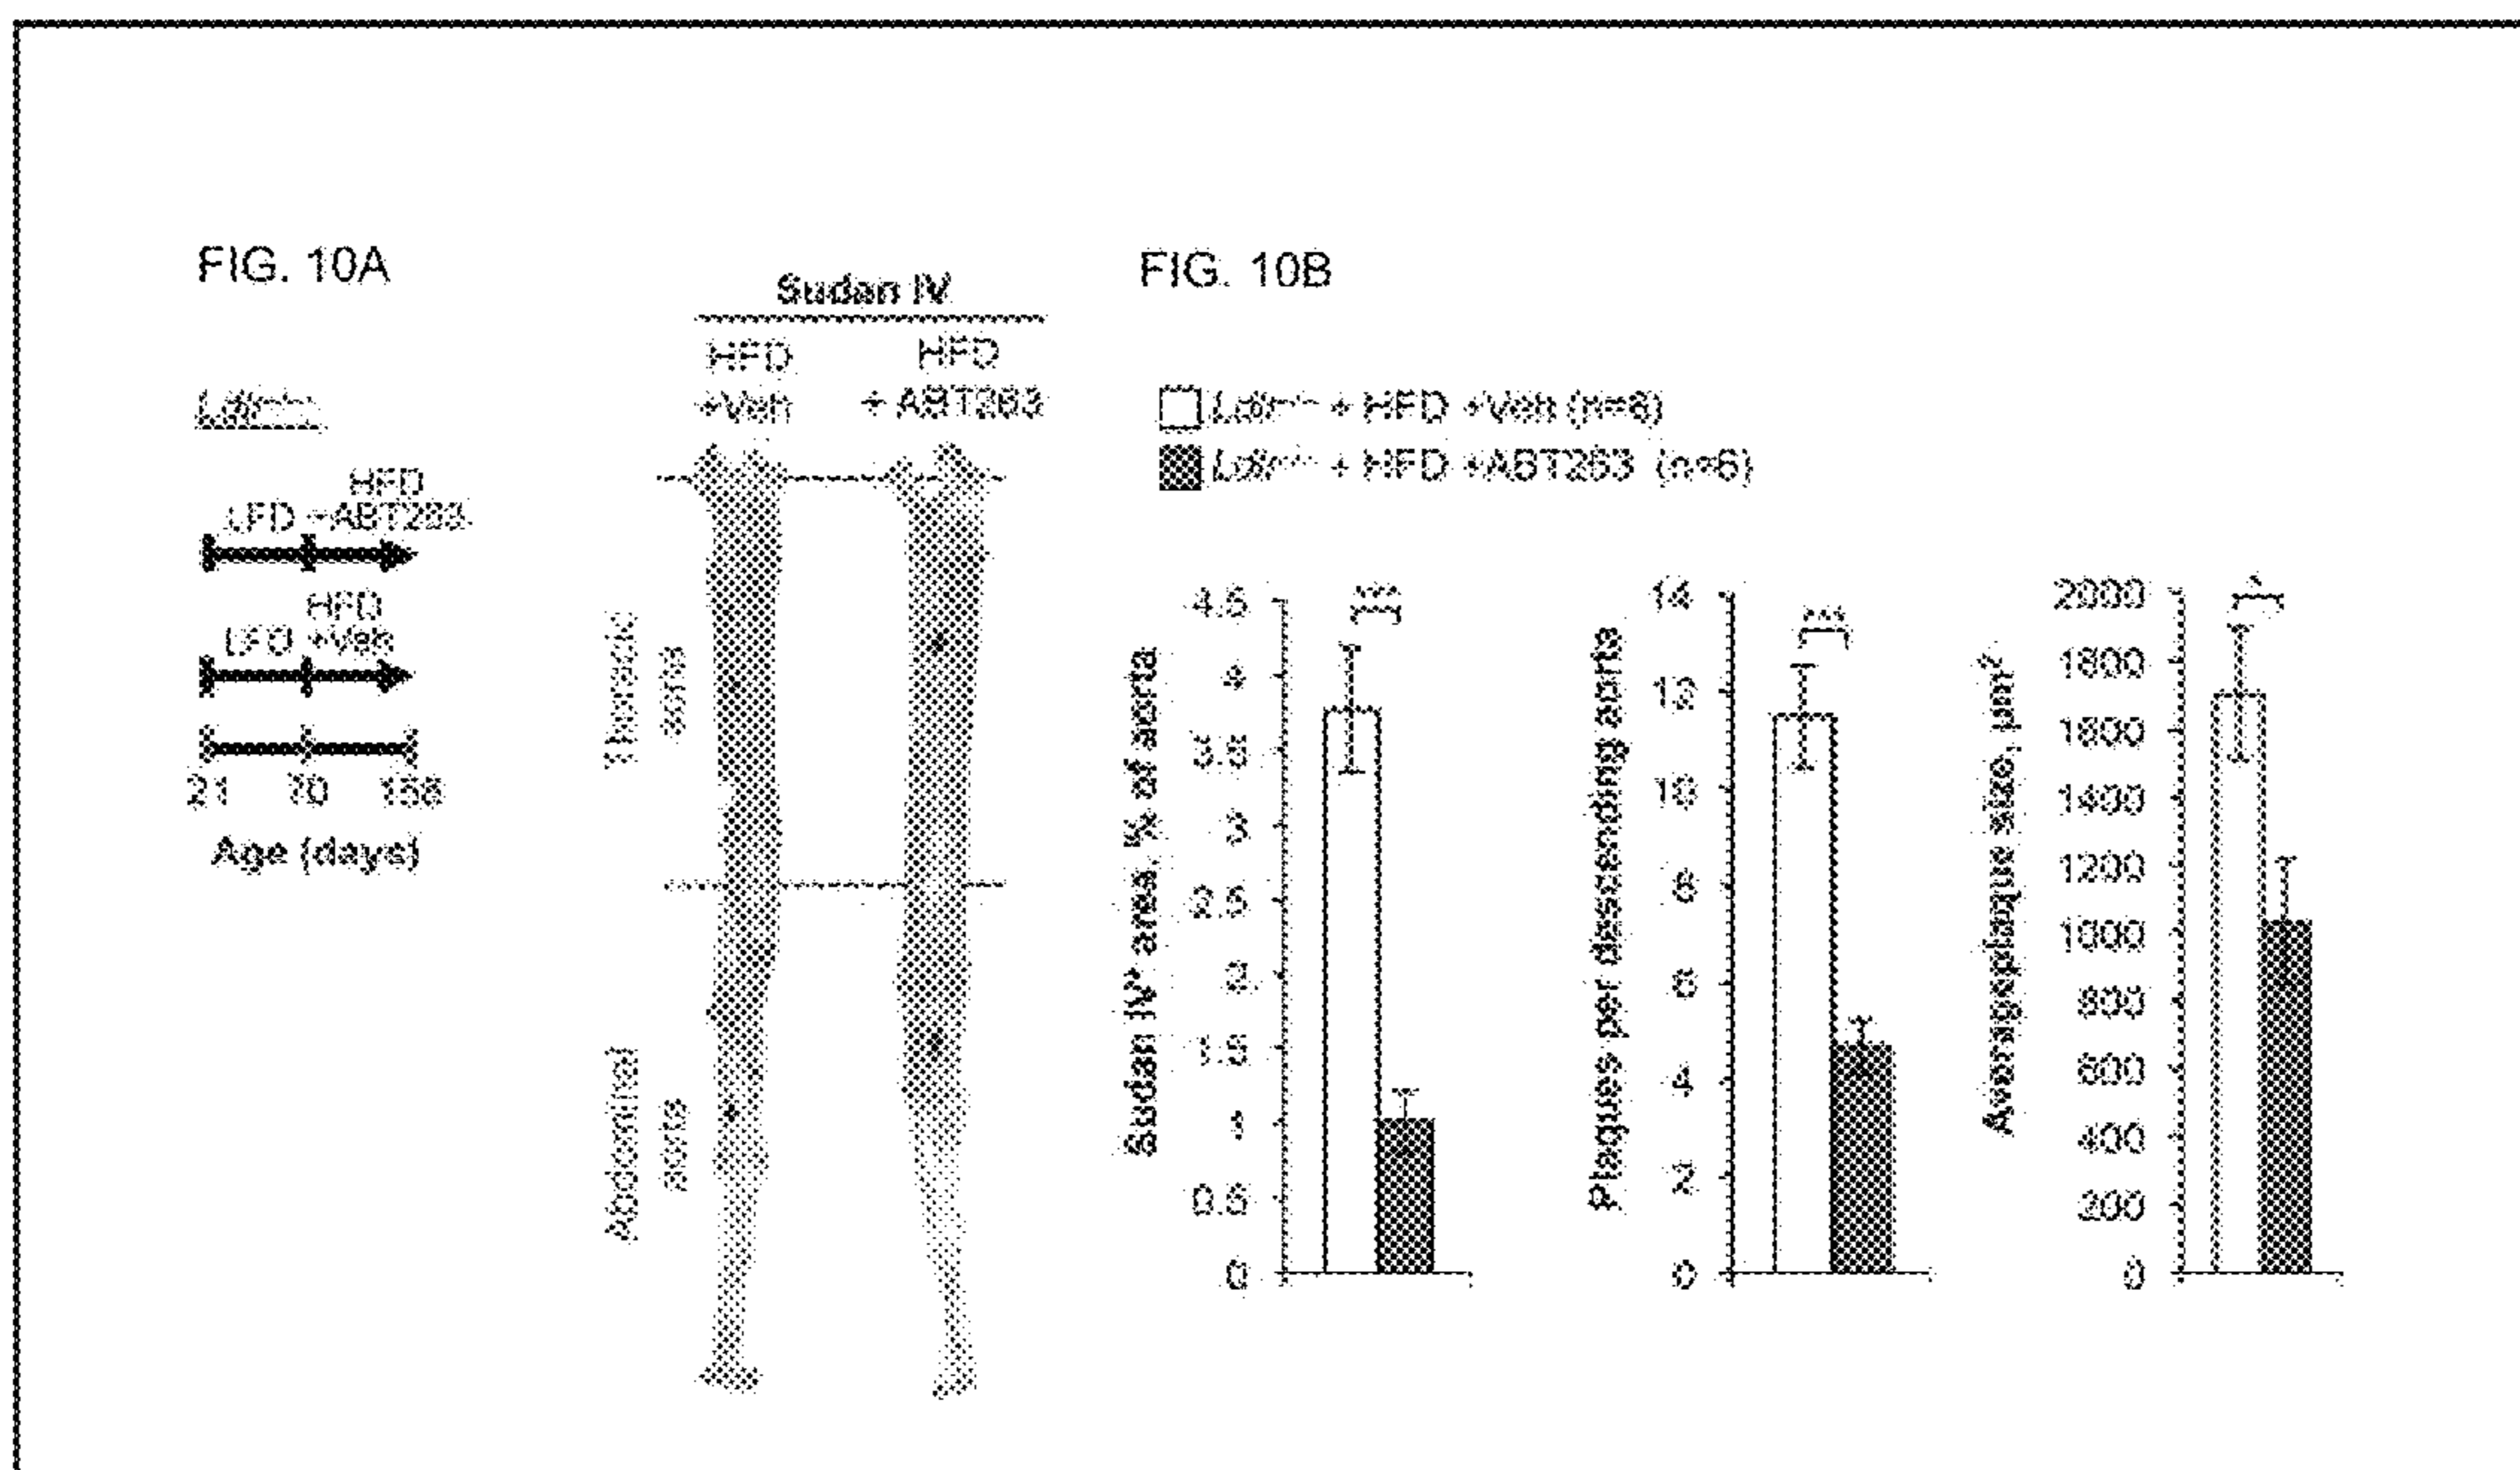 FIG. 10A
Sudan IV
HFD
+Veh
HFD
+ ABT263
HFD
LFD +ABT263
HFD
LFD +Veh
21 70 158
Age (days)
Thoracic
aorta
Abdominal
aorta
FIG. 10B
+ HFD +Veh (n=8)
+ HFD +ABT263 (n=6)
Sudan IV⁺ area, % of aorta
4.5
4
3.5
3
2.5
2
1.5
1
0.5
0
Plaques per descending aorta
14
12
10
8
6
4
2
0
Average plaque size, μm²
2000
1800
1600
1400
1200
1000
800
600
400
200
0